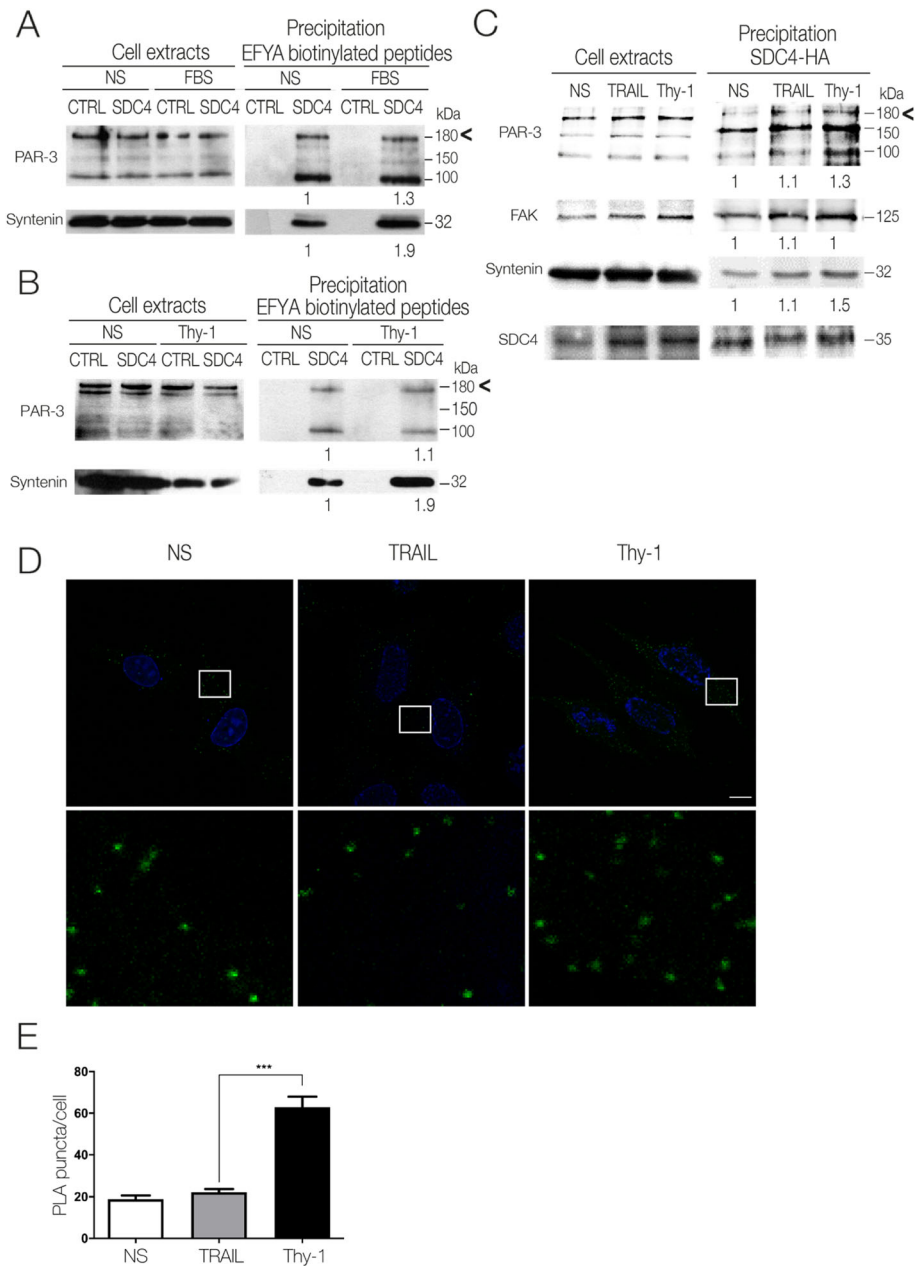 A
Cell extracts
Precipitation
EFYA biotinylated peptides
NS FBS NS FBS
CTRL SDC4 CTRL SDC4 CTRL SDC4 CTRL SDC4 kDa
PAR-3
180 <
150
100
1 1.3
Syntenin
32
1 1.9
B
Cell extracts
Precipitation
EFYA biotinylated peptides
NS Thy-1 NS Thy-1
CTRL SDC4 CTRL SDC4 CTRL SDC4 CTRL SDC4 kDa
PAR-3
180 <
150
100
1 1.1
Syntenin
32
1 1.9
C
Cell extracts
Precipitation
SDC4-HA
NS TRAIL Thy-1 NS TRAIL Thy-1 kDa
PAR-3
180 <
150
100
1 1.1 1.3
FAK
125
1 1.1 1
Syntenin
32
1 1.1 1.5
SDC4
35
D
NS TRAIL Thy-1
E
PLA puncta/cell
80
60
40
20
0
***
NS TRAIL Thy-1